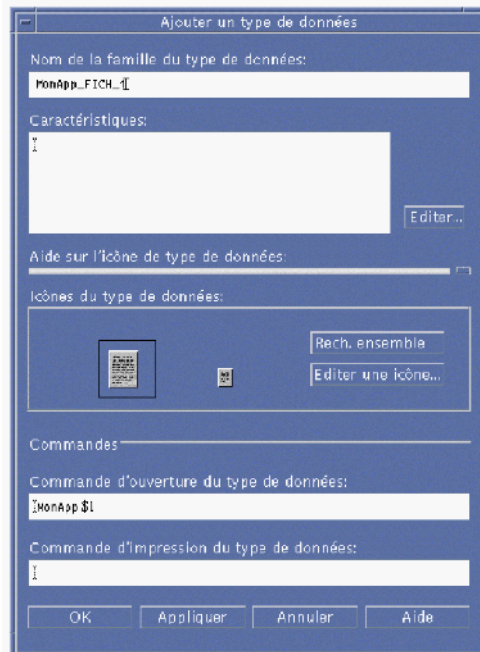 Ajouter un type de données
Nom de la famille du type de données:
MonApp_FICH_1
Caractéristiques:
Editer..
Aide sur l'icône de type de données:
Icônes du type de données:
Rech. ensemble
Editer une icône...
Commandes
Commande d'ouverture du type de données:
MonApp $1
Commande d'impression du type de données:
OK Appliquer Annuler Aide